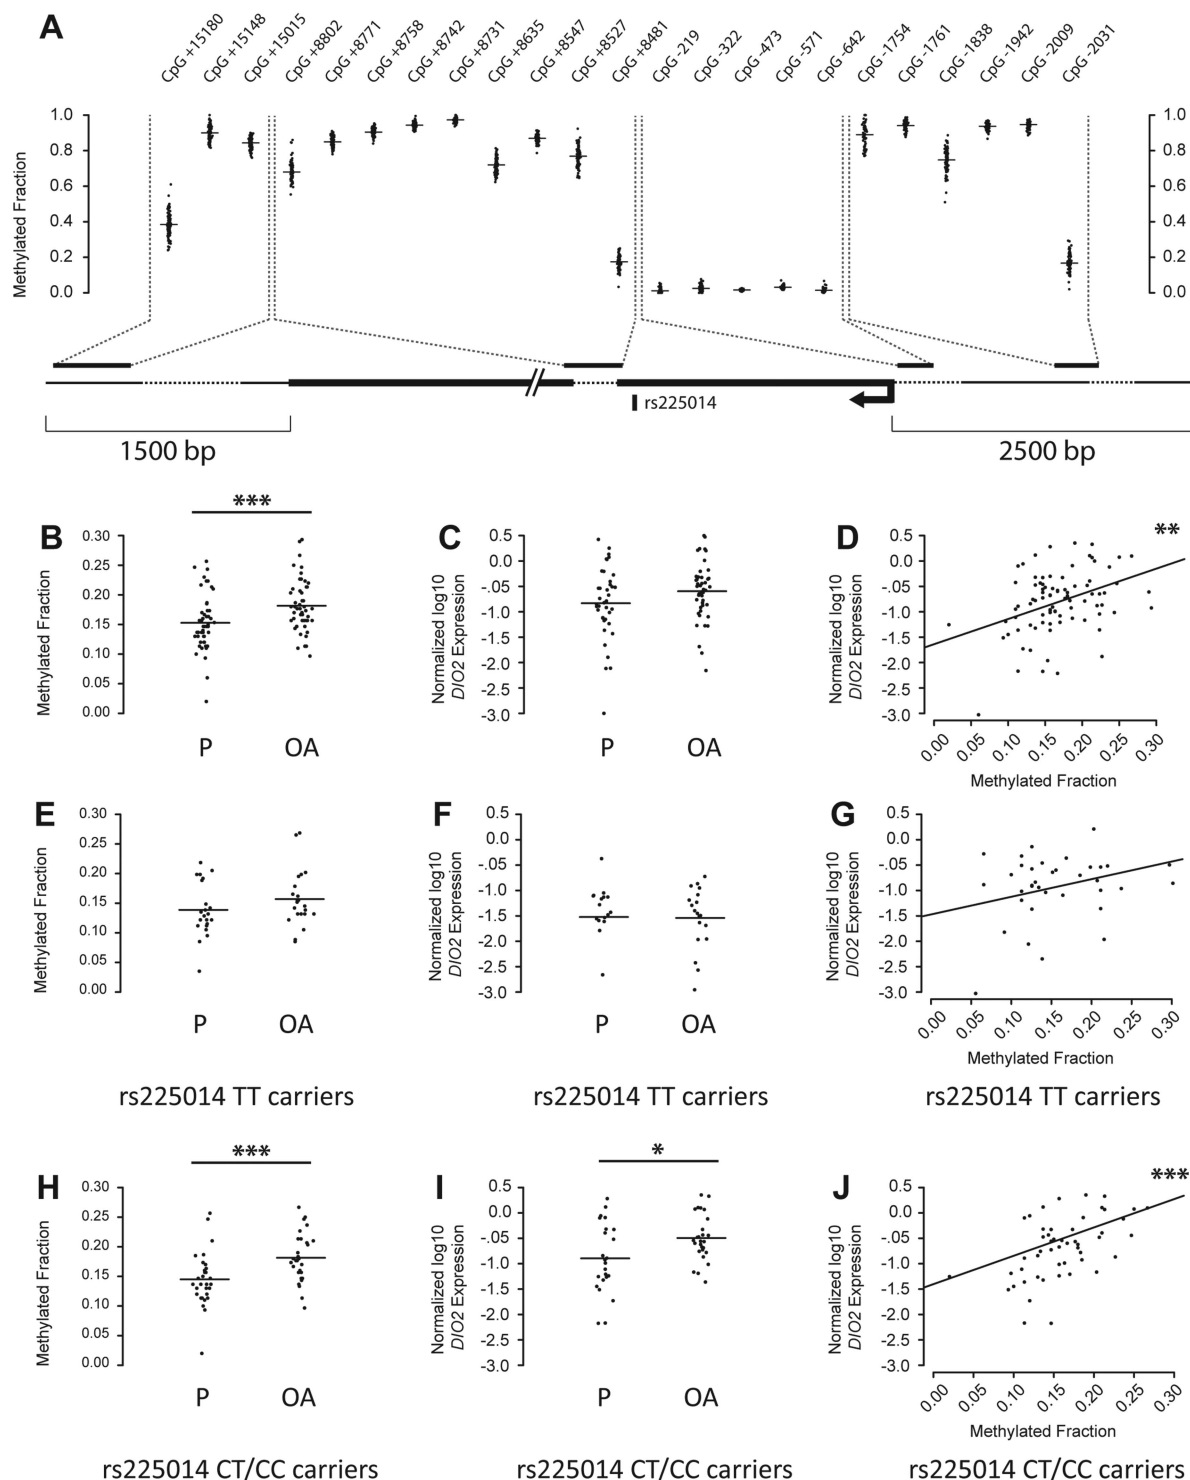 A
CpG +15180
CpG +15148
CpG +15015
CpG +8802
CpG +8771
CpG +8758
CpG +8742
CpG +8731
CpG +8635
CpG +8547
CpG +8527
CpG +8481
CpG -219
CpG -322
CpG -473
CpG -571
CpG -642
CpG -1754
CpG -1761
CpG -1838
CpG -1942
CpG -2009
CpG -2031
Methylated Fraction
1.0
0.8
0.6
0.4
0.2
0.0
1.0
0.8
0.6
0.4
0.2
0.0
rs225014
1500 bp
2500 bp
B
***
Methylated Fraction
0.30
0.25
0.20
0.15
0.10
0.05
0.00
P OA
C
Normalized log10
DIO2 Expression
0.5
0.0
-.05
-1.0
-1.5
-2.0
-2.5
-3.0
P OA
D
**
Normalized log10
DIO2 Expression
0.5
0.0
-.05
-1.0
-1.5
-2.0
-2.5
-3.0
0.00 0.05 0.10 0.15 0.20 0.25 0.30
Methylated Fraction
E
Methylated Fraction
0.30
0.25
0.20
0.15
0.10
0.05
0.00
P OA
rs225014 TT carriers
F
Normalized log10
DIO2 Expression
0.5
0.0
-.05
-1.0
-1.5
-2.0
-2.5
-3.0
P OA
rs225014 TT carriers
G
Normalized log10
DIO2 Expression
0.5
0.0
-.05
-1.0
-1.5
-2.0
-2.5
-3.0
0.00 0.05 0.10 0.15 0.20 0.25 0.30
Methylated Fraction
rs225014 TT carriers
H
***
Methylated Fraction
0.30
0.25
0.20
0.15
0.10
0.05
0.00
P OA
rs225014 CT/CC carriers
I
*
Normalized log10
DIO2 Expression
0.5
0.0
-.05
-1.0
-1.5
-2.0
-2.5
-3.0
P OA
rs225014 CT/CC carriers
J
***
Normalized log10
DIO2 Expression
0.5
0.0
-.05
-1.0
-1.5
-2.0
-2.5
-3.0
0.00 0.05 0.10 0.15 0.20 0.25 0.30
Methylated Fraction
rs225014 CT/CC carriers